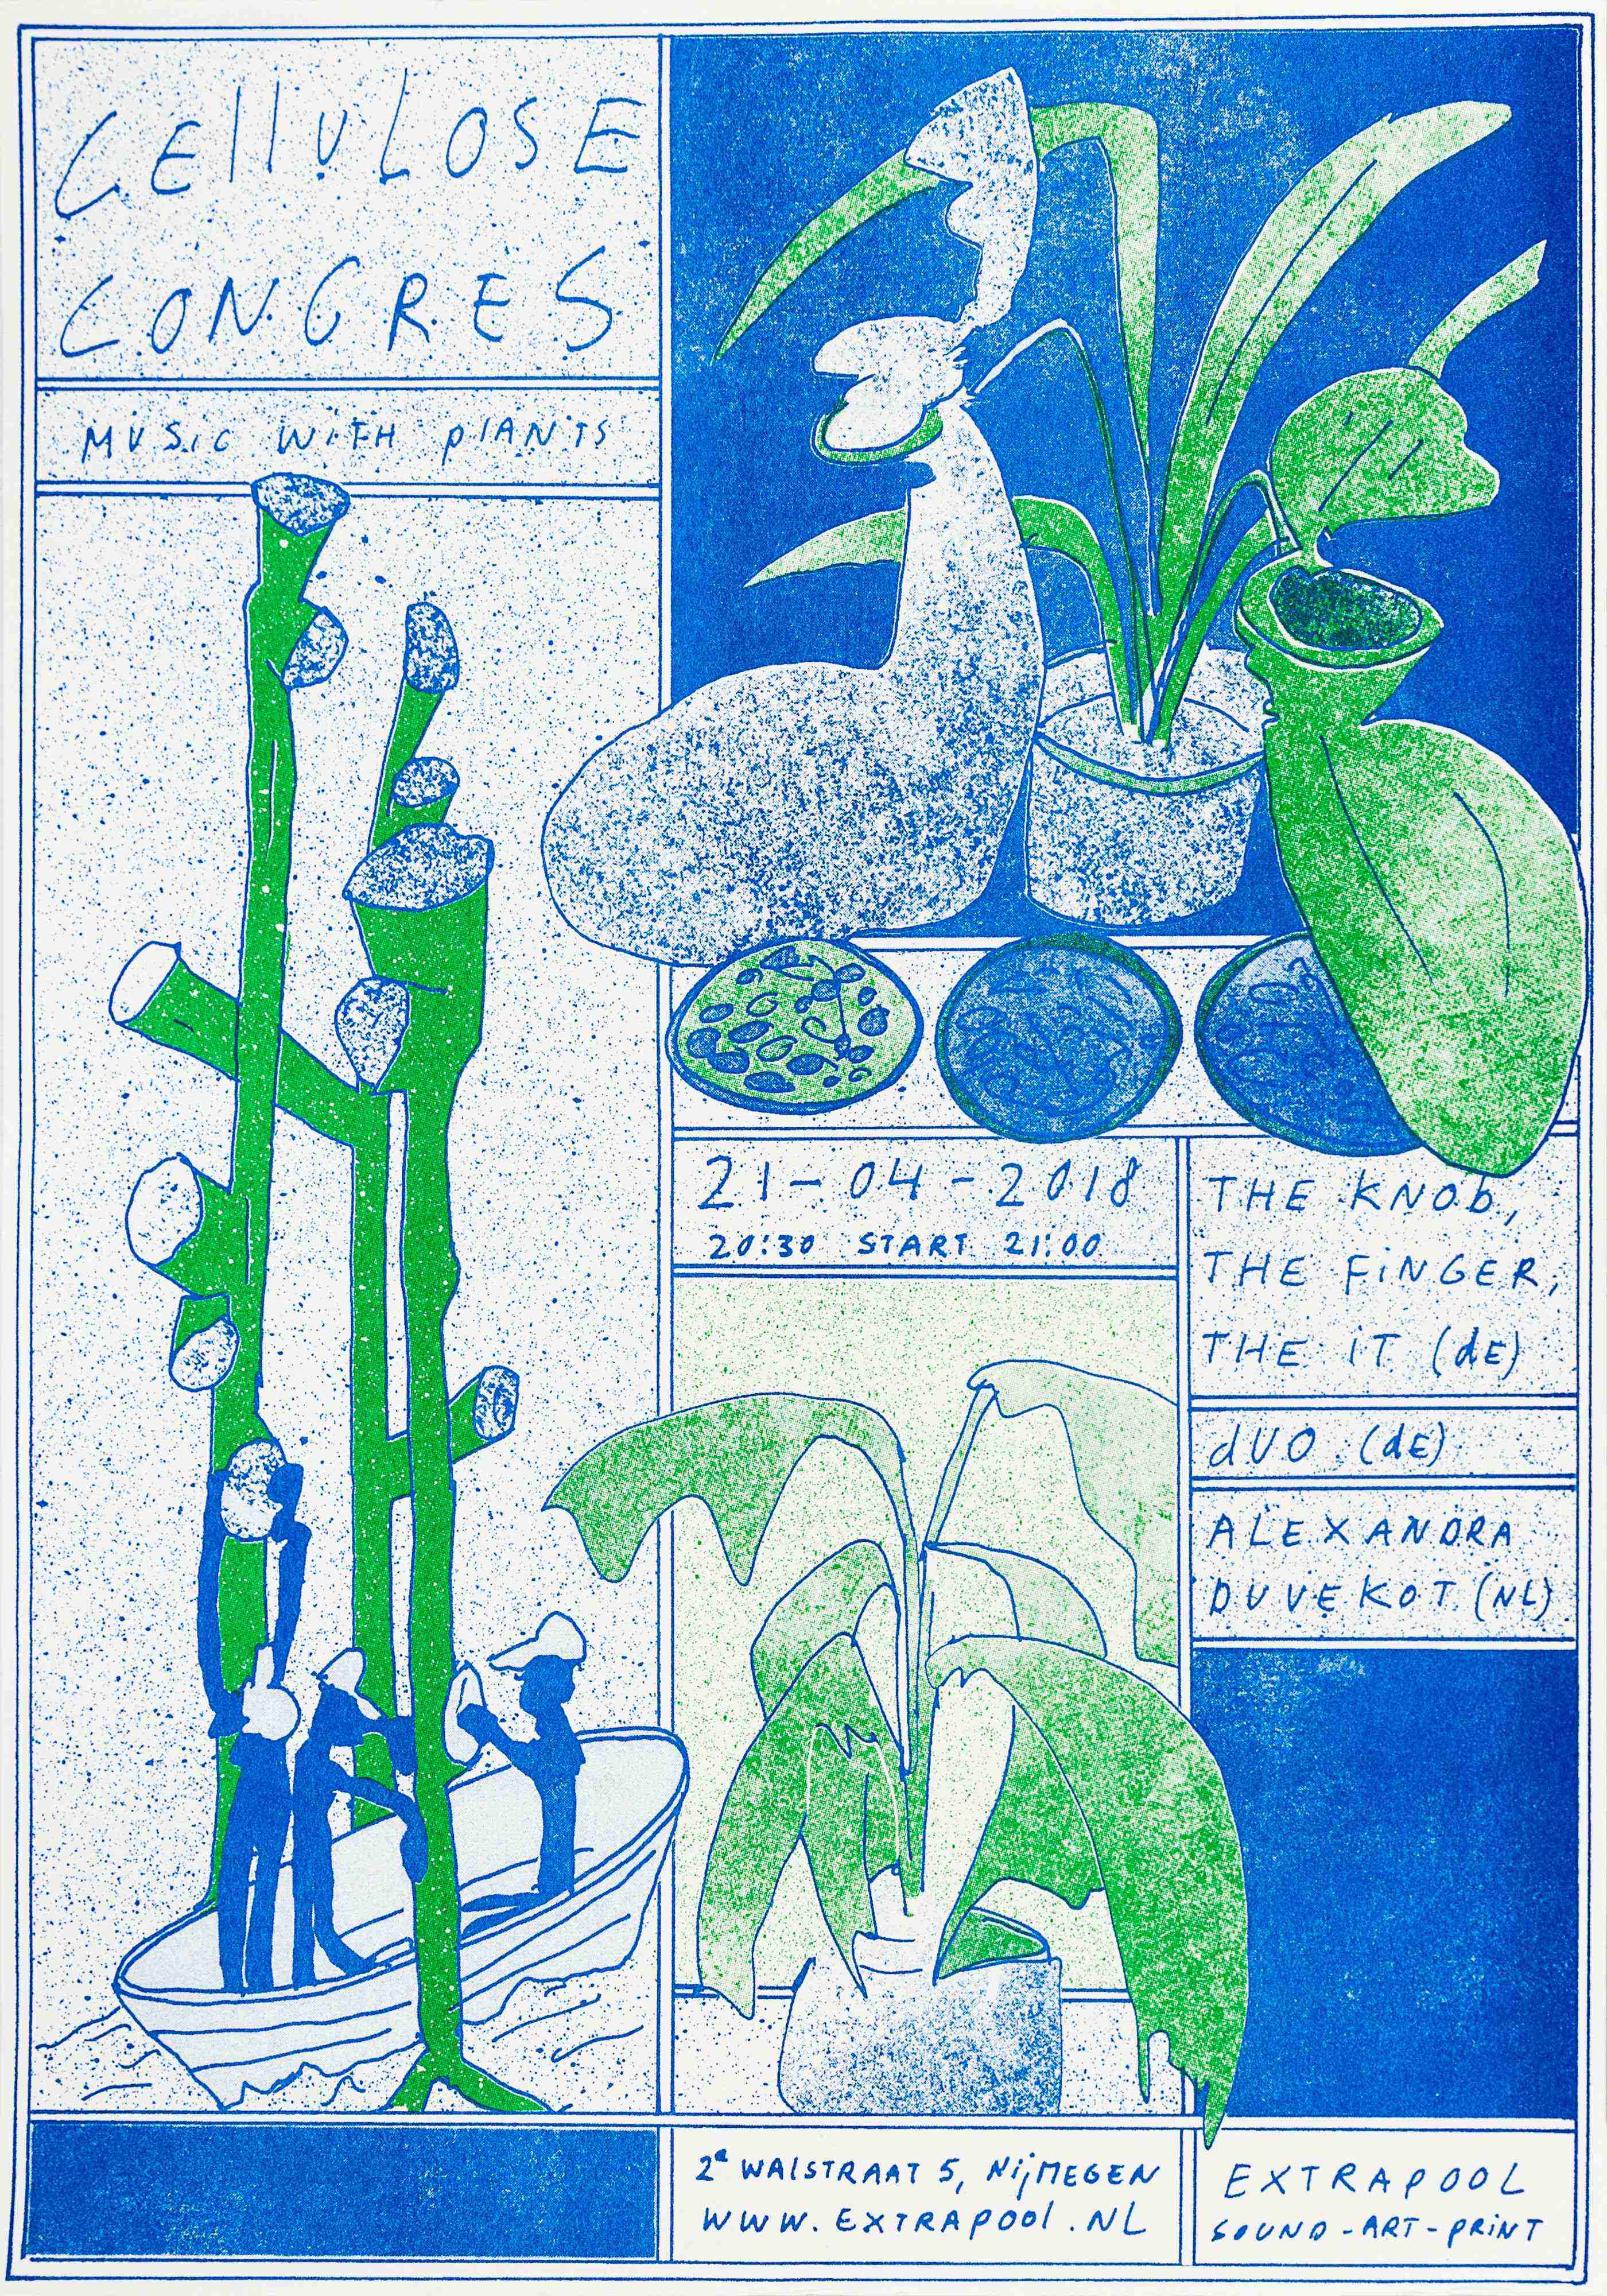 CEllULOSE
CONGRES
MUSiC WiTH plANTS
21-04-2018
20:30 START 21:00
THE KNOb,
THE FiNGER,
THE iT (dE)
dUO (dE)
ALEXANDRA
DUVEKOT (NL)
2e WAlSTRAAT 5, NijMEGEN
WWW.EXTRApOOl.NL
EXTRApOOL
SOUND-ART-pRiNT